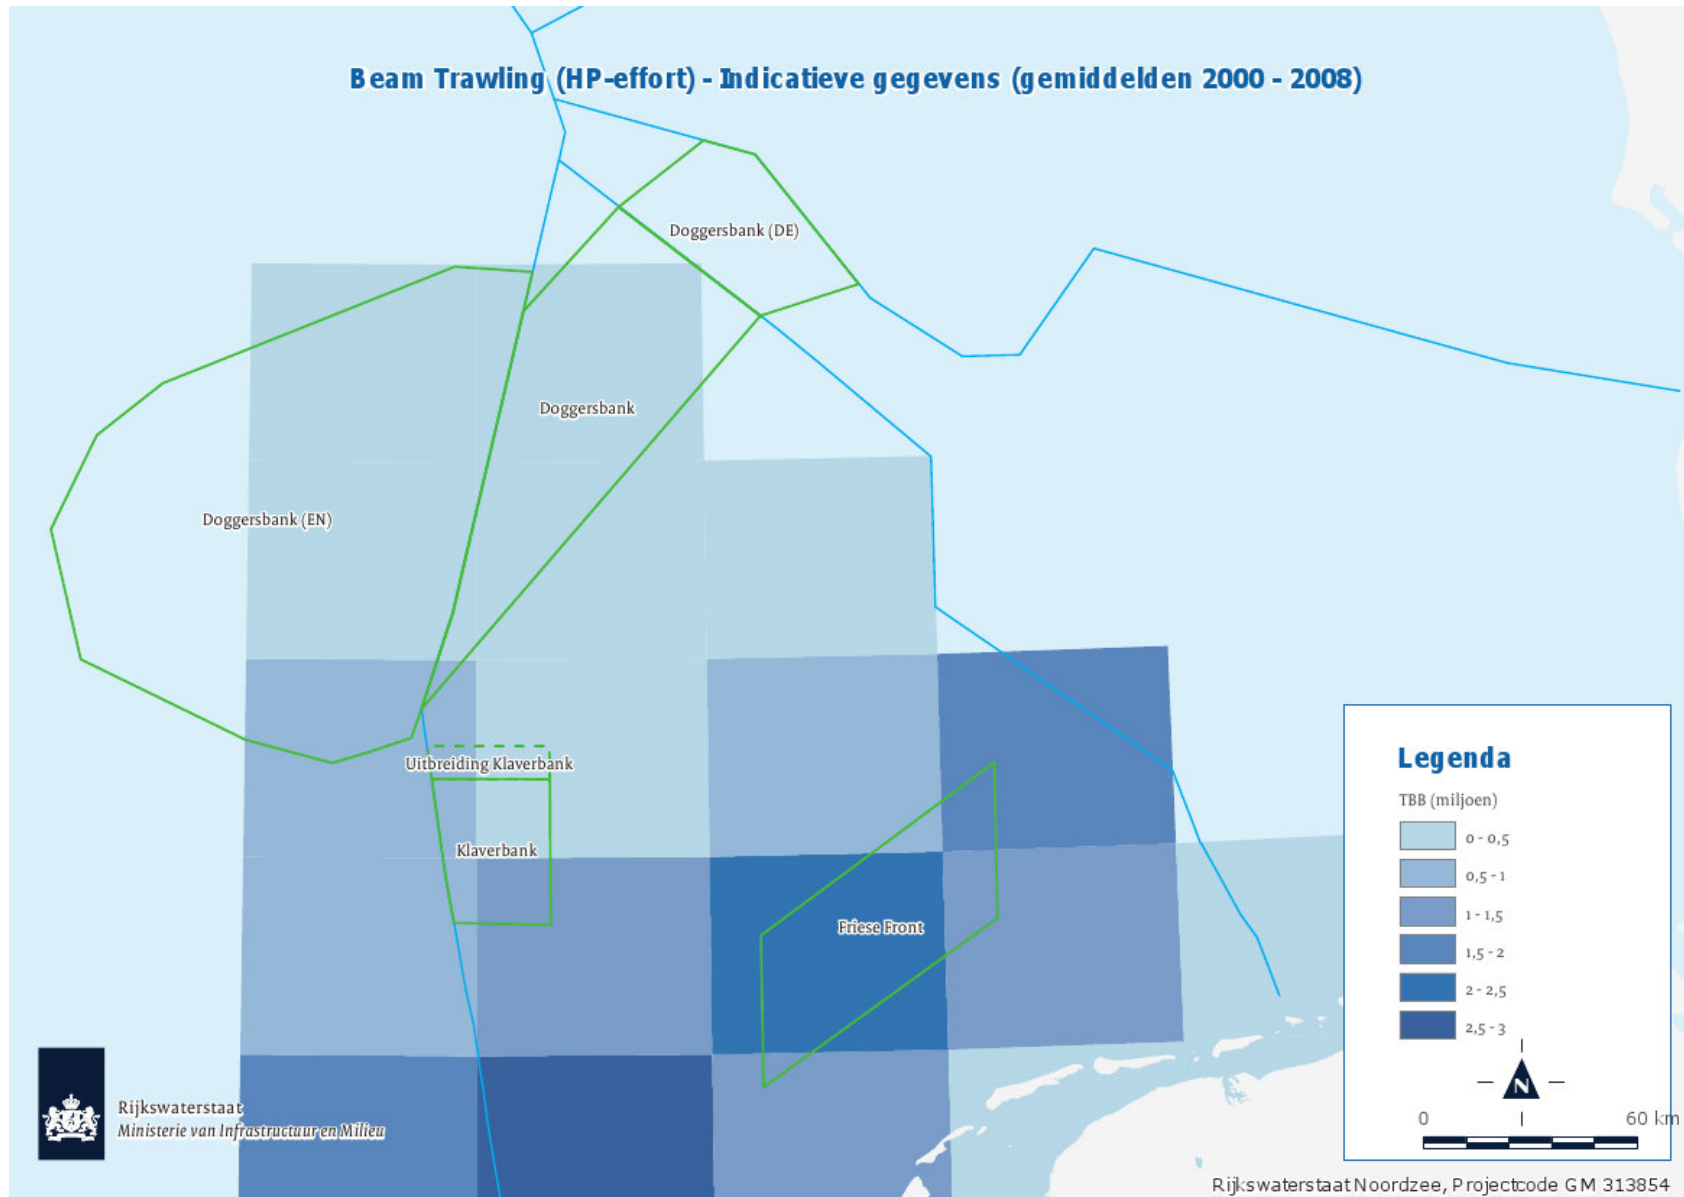 Beam Trawling (HP-effort) - Indicatieve gegevens (gemiddelden 2000 - 2008)
Doggersbank (DE)
Doggersbank
Doggersbank (EN)
Uitbreiding Klaverbank
Klaverbank
Friese Front
Legenda
TBB (miljoen)
0 - 0,5
0,5 - 1
1 - 1,5
1,5 - 2
2 - 2,5
2,5 - 3
N
0 60 km
Rijkswaterstaat
Ministerie van Infrastructuur en Milieu
Rijkswaterstaat Noordzee, Projectcode GM 313854